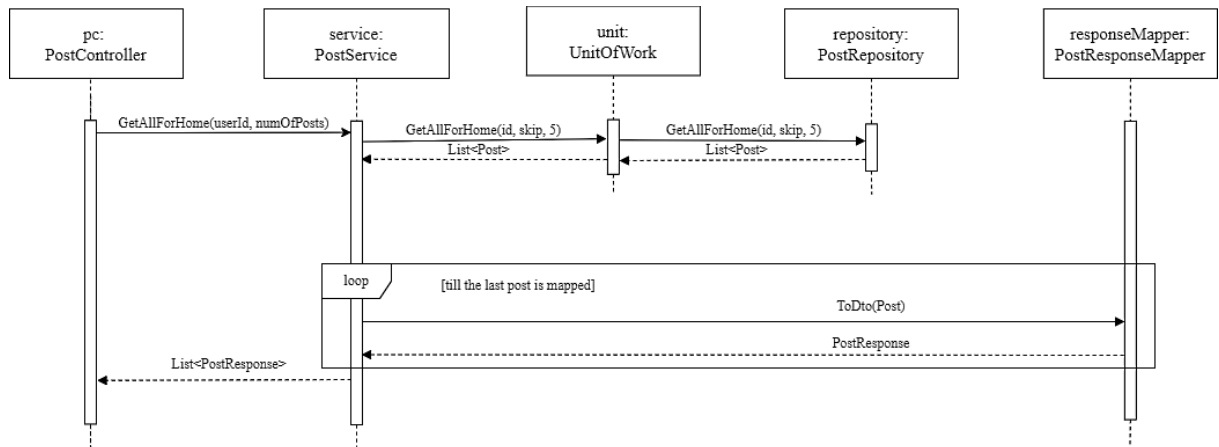 pc:
PostController
service:
PostService
unit:
UnitOfWork
repository:
PostRepository
responseMapper:
PostResponseMapper
GetAllForHome(userId, numOfPosts)
GetAllForHome(id, skip, 5)
GetAllForHome(id, skip, 5)
List<Post>
List<Post>
loop
[till the last post is mapped]
ToDto(Post)
PostResponse
List<PostResponse>